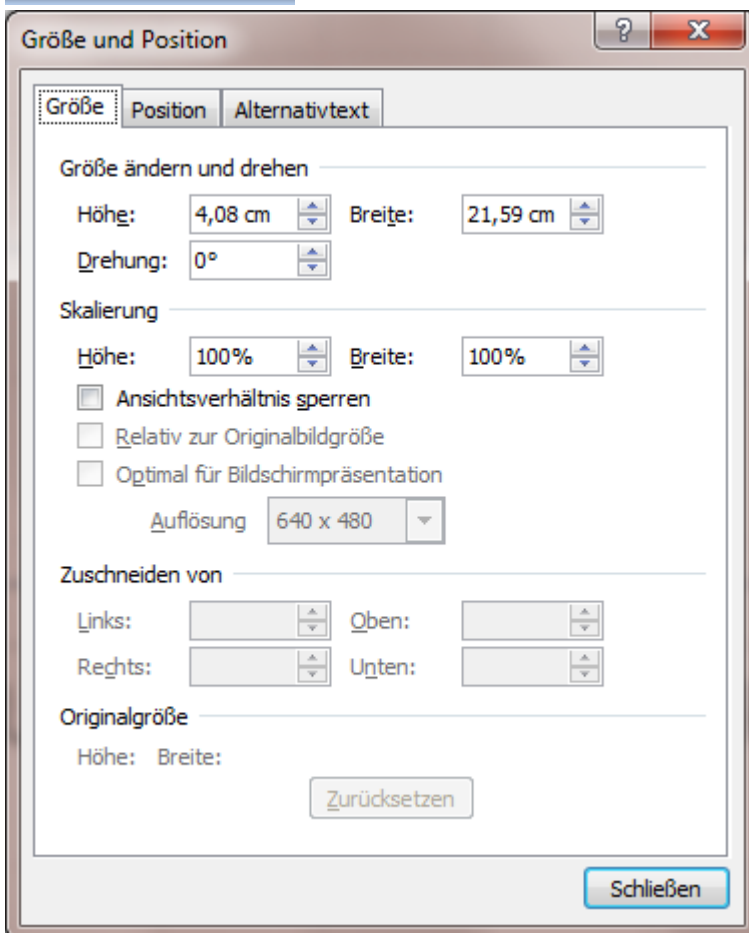 Größe und Position
Größe Position Alternativtext
Größe ändern und drehen
Höhe: 4,08 cm Breite: 21,59 cm
Drehung: 0°
Skalierung
Höhe: 100% Breite: 100%
Ansichtsverhältnis sperren
Relativ zur Originalbildgröße
Optimal für Bildschirmpräsentation
Auflösung 640 x 480
Zuschneiden von
Links: Oben:
Rechts: Unten:
Originalgröße
Höhe: Breite:
Zurücksetzen
Schließen